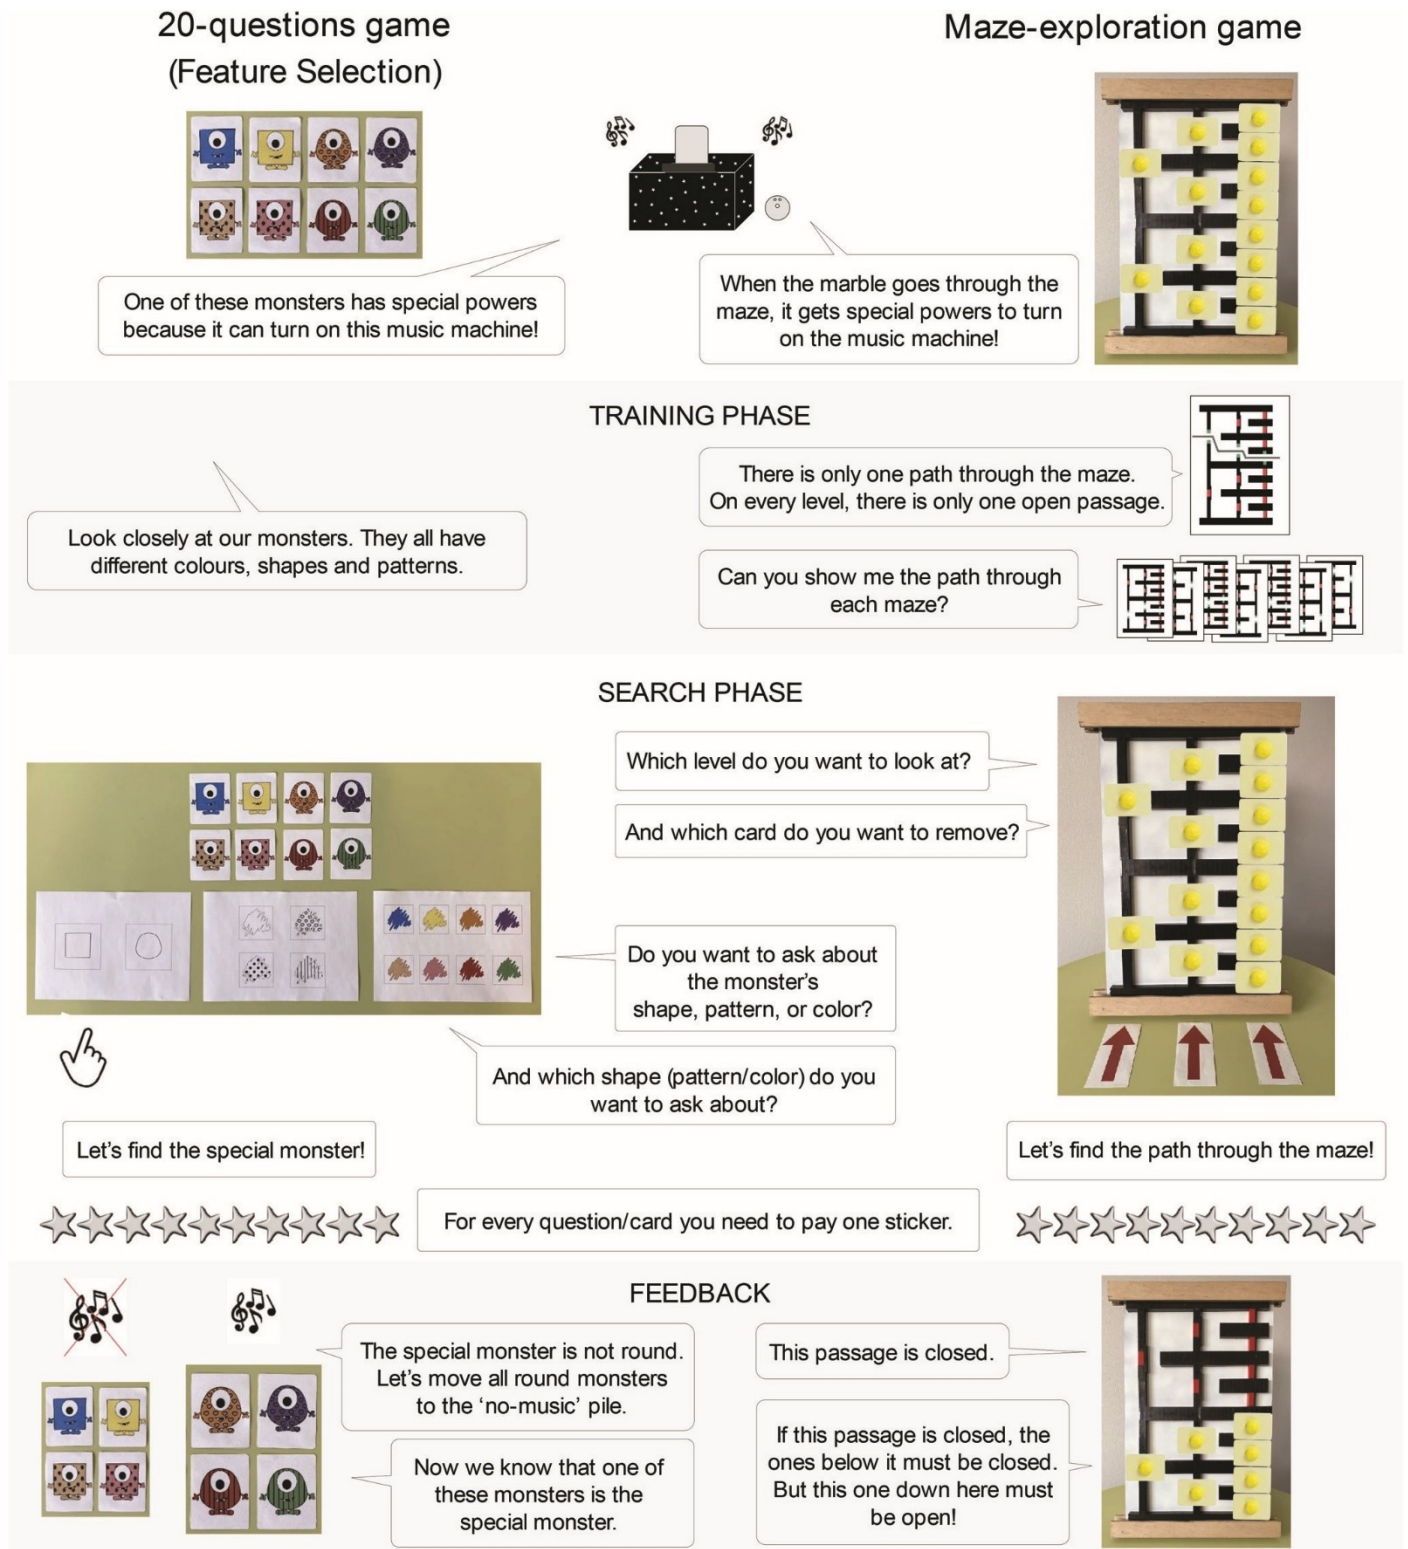 20-questions game
(Feature Selection)
Maze-exploration game
One of these monsters has special powers
because it can turn on this music machine!
When the marble goes through the
maze, it gets special powers to turn
on the music machine!
TRAINING PHASE
There is only one path through the maze.
On every level, there is only one open passage.
Look closely at our monsters. They all have
different colours, shapes and patterns.
Can you show me the path through
each maze?
SEARCH PHASE
Which level do you want to look at?
And which card do you want to remove?
Do you want to ask about
the monster's
shape, pattern, or color?
And which shape (pattern/color) do you
want to ask about?
Let's find the special monster!
Let's find the path through the maze!
For every question/card you need to pay one sticker.
FEEDBACK
The special monster is not round.
Let's move all round monsters
to the ‘no-music’ pile.
Now we know that one of
these monsters is the
special monster.
This passage is closed.
If this passage is closed, the
ones below it must be closed.
But this one down here must
be open!